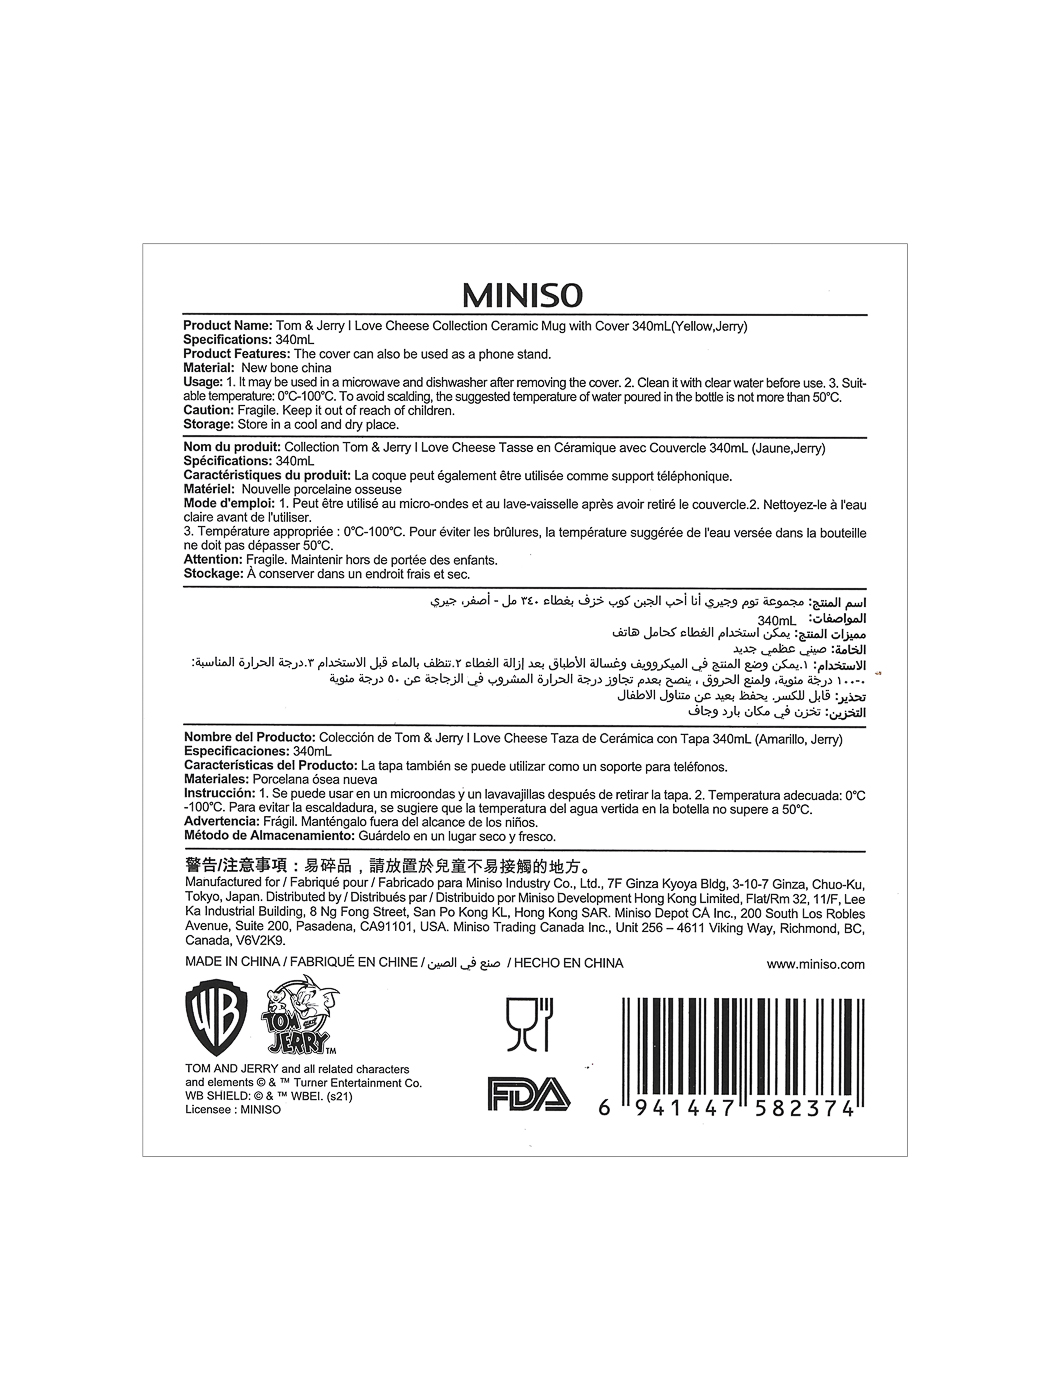 MINISO
Product Name: Tom & Jerry I Love Cheese Collection Ceramic Mug with Cover 340mL(Yellow,Jerry)
Specifications: 340mL
Product Features: The cover can also be used as a phone stand.
Material: New bone china
Usage: 1. It may be used in a microwave and dishwasher after removing the cover. 2. Clean it with clear water before use. 3. Suit-
able temperature: 0°C-100°C. To avoid scalding, the suggested temperature of water poured in the bottle is not more than 50°C.
Caution: Fragile. Keep it out of reach of children.
Storage: Store in a cool and dry place.
Nom du produit: Collection Tom & Jerry I Love Cheese Tasse en Céramique avec Couvercle 340mL (Jaune,Jerry)
Spécifications: 340mL
Caractéristiques du produit: La coque peut également être utilisée comme support téléphonique.
Matériel: Nouvelle porcelaine osseuse
Mode d'emploi: 1. Peut être utilisé au micro-ondes et au lave-vaisselle après avoir retiré le couvercle.2. Nettoyez-le à l'eau
claire avant de l'utiliser.
3. Température appropriée : 0°C-100°C. Pour éviter les brûlures, la température suggérée de l'eau versée dans la bouteille
ne doit pas dépasser 50°C.
Attention: Fragile. Maintenir hors de portée des enfants.
Stockage: À conserver dans un endroit frais et sec.
اسم المنتج: مجموعة توم وجيري أنا أحب الجبن كوب خزف بغطاء ٣٤٠ مل - أصفر، جيري
المواصفات: 340mL
مميزات المنتج: يمكن استخدام الغطاء كحامل هاتف
الخامة: صيني عظمي جديد
الاستخدام: ١.يمكن وضع المنتج في الميكروويف وغسالة الأطباق بعد إزالة الغطاء ٢.تنظف بالماء قبل الاستخدام ٣.درجة الحرارة المناسبة:
٠-١٠٠ درجة مئوية، ولمنع الحروق ، ينصح بعدم تجاوز درجة الحرارة المشروب في الزجاجة عن ٥٠ درجة مئوية
تحذير: قابل للكسر. يحفظ بعيد عن متناول الاطفال
التخزين: تخزن في مكان بارد وجاف
Nombre del Producto: Colección de Tom & Jerry I Love Cheese Taza de Cerámica con Tapa 340mL (Amarillo, Jerry)
Especificaciones: 340mL
Características del Producto: La tapa también se puede utilizar como un soporte para teléfonos.
Materiales: Porcelana ósea nueva
Instrucción: 1. Se puede usar en un microondas y un lavavajillas después de retirar la tapa. 2. Temperatura adecuada: 0°C
-100°C. Para evitar la escaldadura, se sugiere que la temperatura del agua vertida en la botella no supere a 50°C.
Advertencia: Frágil. Manténgalo fuera del alcance de los niños.
Método de Almacenamiento: Guárdelo en un lugar seco y fresco.
警告/注意事項：易碎品，請放置於兒童不易接觸的地方。
Manufactured for / Fabriqué pour / Fabricado para Miniso Industry Co., Ltd., 7F Ginza Kyoya Bldg, 3-10-7 Ginza, Chuo-Ku,
Tokyo, Japan. Distributed by / Distribués par / Distribuido por Miniso Development Hong Kong Limited, Flat/Rm 32, 11/F, Lee
Ka Industrial Building, 8 Ng Fong Street, San Po Kong KL, Hong Kong SAR. Miniso Depot CA Inc., 200 South Los Robles
Avenue, Suite 200, Pasadena, CA91101, USA. Miniso Trading Canada Inc., Unit 256 – 4611 Viking Way, Richmond, BC,
Canada, V6V2K9.
MADE IN CHINA / FABRIQUÉ EN CHINE / صنع في الصين / HECHO EN CHINA www.miniso.com
WB
TOM AND JERRY™
TOM AND JERRY and all related characters
and elements © & ™ Turner Entertainment Co.
WB SHIELD: © & ™ WBEI. (s21)
Licensee : MINISO
FDA
6 941447 582374